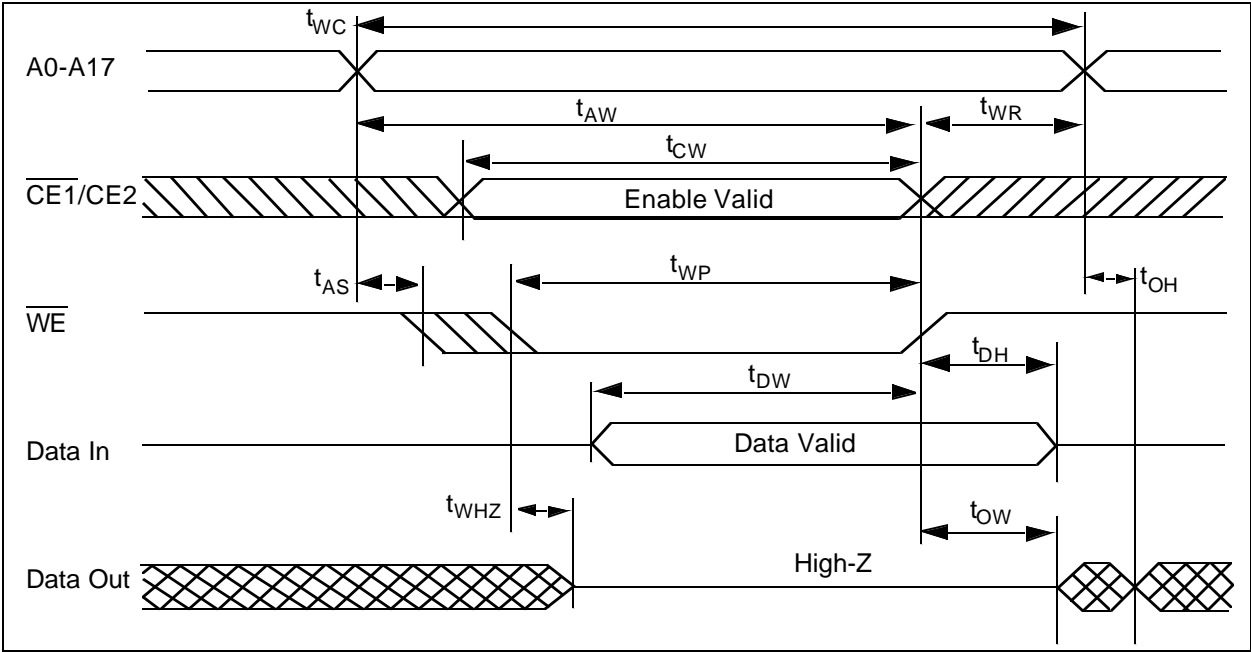 tWC
A0-A17
tAW
tWR
tCW
CE1/CE2
Enable Valid
tWP
tAS
tOH
WE
tDH
tDW
Data In
Data Valid
tWHZ
tOW
High-Z
Data Out